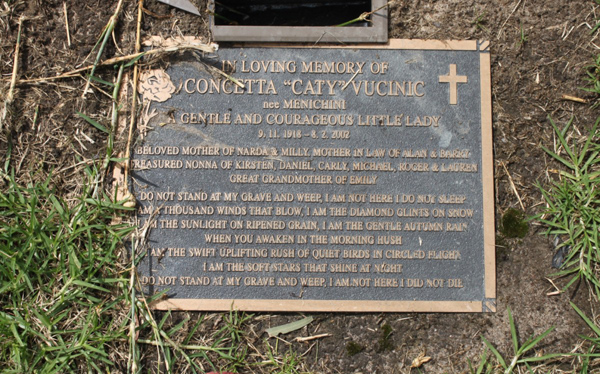 IN LOVING MEMORY OF
CONCETTA "CATY" VUCINIC
nee MENICHINI
A GENTLE AND COURAGEOUS LITTLE LADY
9. 11. 1918 – 8. 2. 2002
BELOVED MOTHER OF NARDA & MILLY, MOTHER IN LAW OF ALAN &
TREASURED NONNA OF KIRSTEN, DANIEL, CARLY, MICHAEL, ROGER & LAUREN
GREAT GRANDMOTHER OF EMILY
DO NOT STAND AT MY GRAVE AND WEEP, I AM NOT HERE I DO NOT SLEEP
I AM A THOUSAND WINDS THAT BLOW, I AM THE DIAMOND GLINTS ON SNOW
I AM THE SUNLIGHT ON RIPENED GRAIN, I AM THE GENTLE AUTUMN RAIN
WHEN YOU AWAKEN IN THE MORNING HUSH
I AM THE SWIFT UPLIFTING RUSH OF QUIET BIRDS IN CIRCLED FLIGHT
I AM THE SOFT STARS THAT SHINE AT NIGHT
DO NOT STAND AT MY GRAVE AND WEEP, I AM NOT HERE I DID NOT DIE